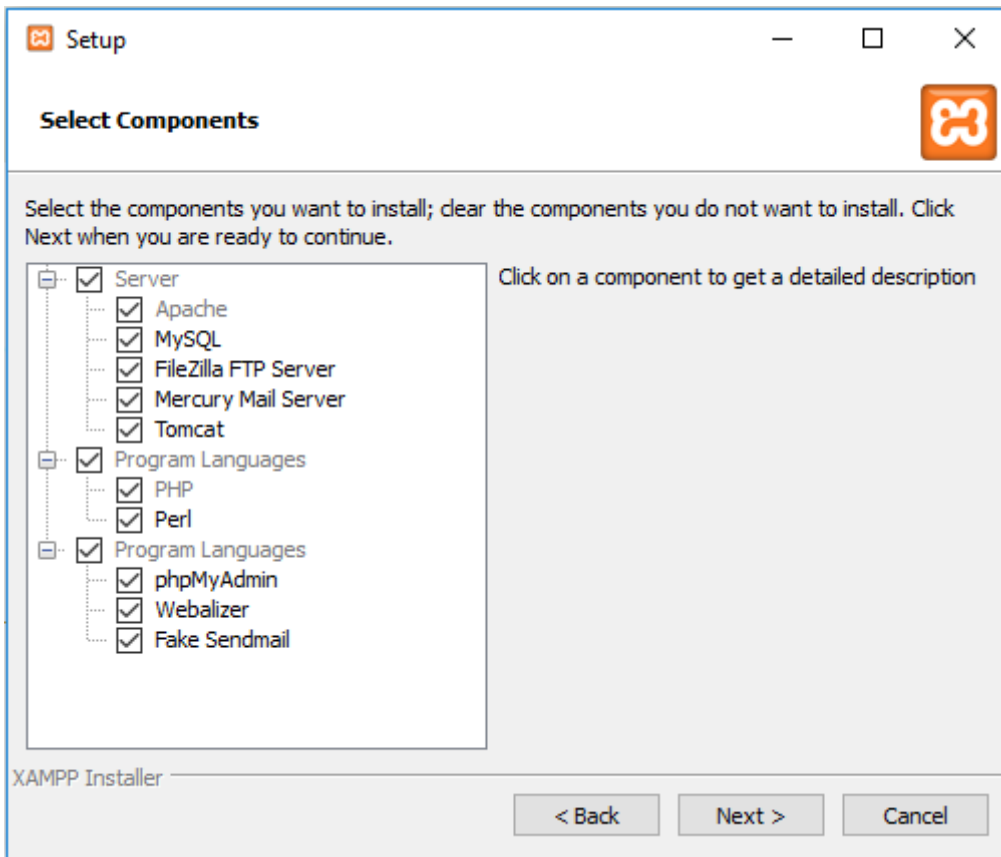 Setup
Select Components
Select the components you want to install; clear the components you do not want to install. Click
Next when you are ready to continue.
Server
Apache
MySQL
FileZilla FTP Server
Mercury Mail Server
Tomcat
Program Languages
PHP
Perl
Program Languages
phpMyAdmin
Webalizer
Fake Sendmail
Click on a component to get a detailed description
XAMPP Installer
< Back
Next >
Cancel